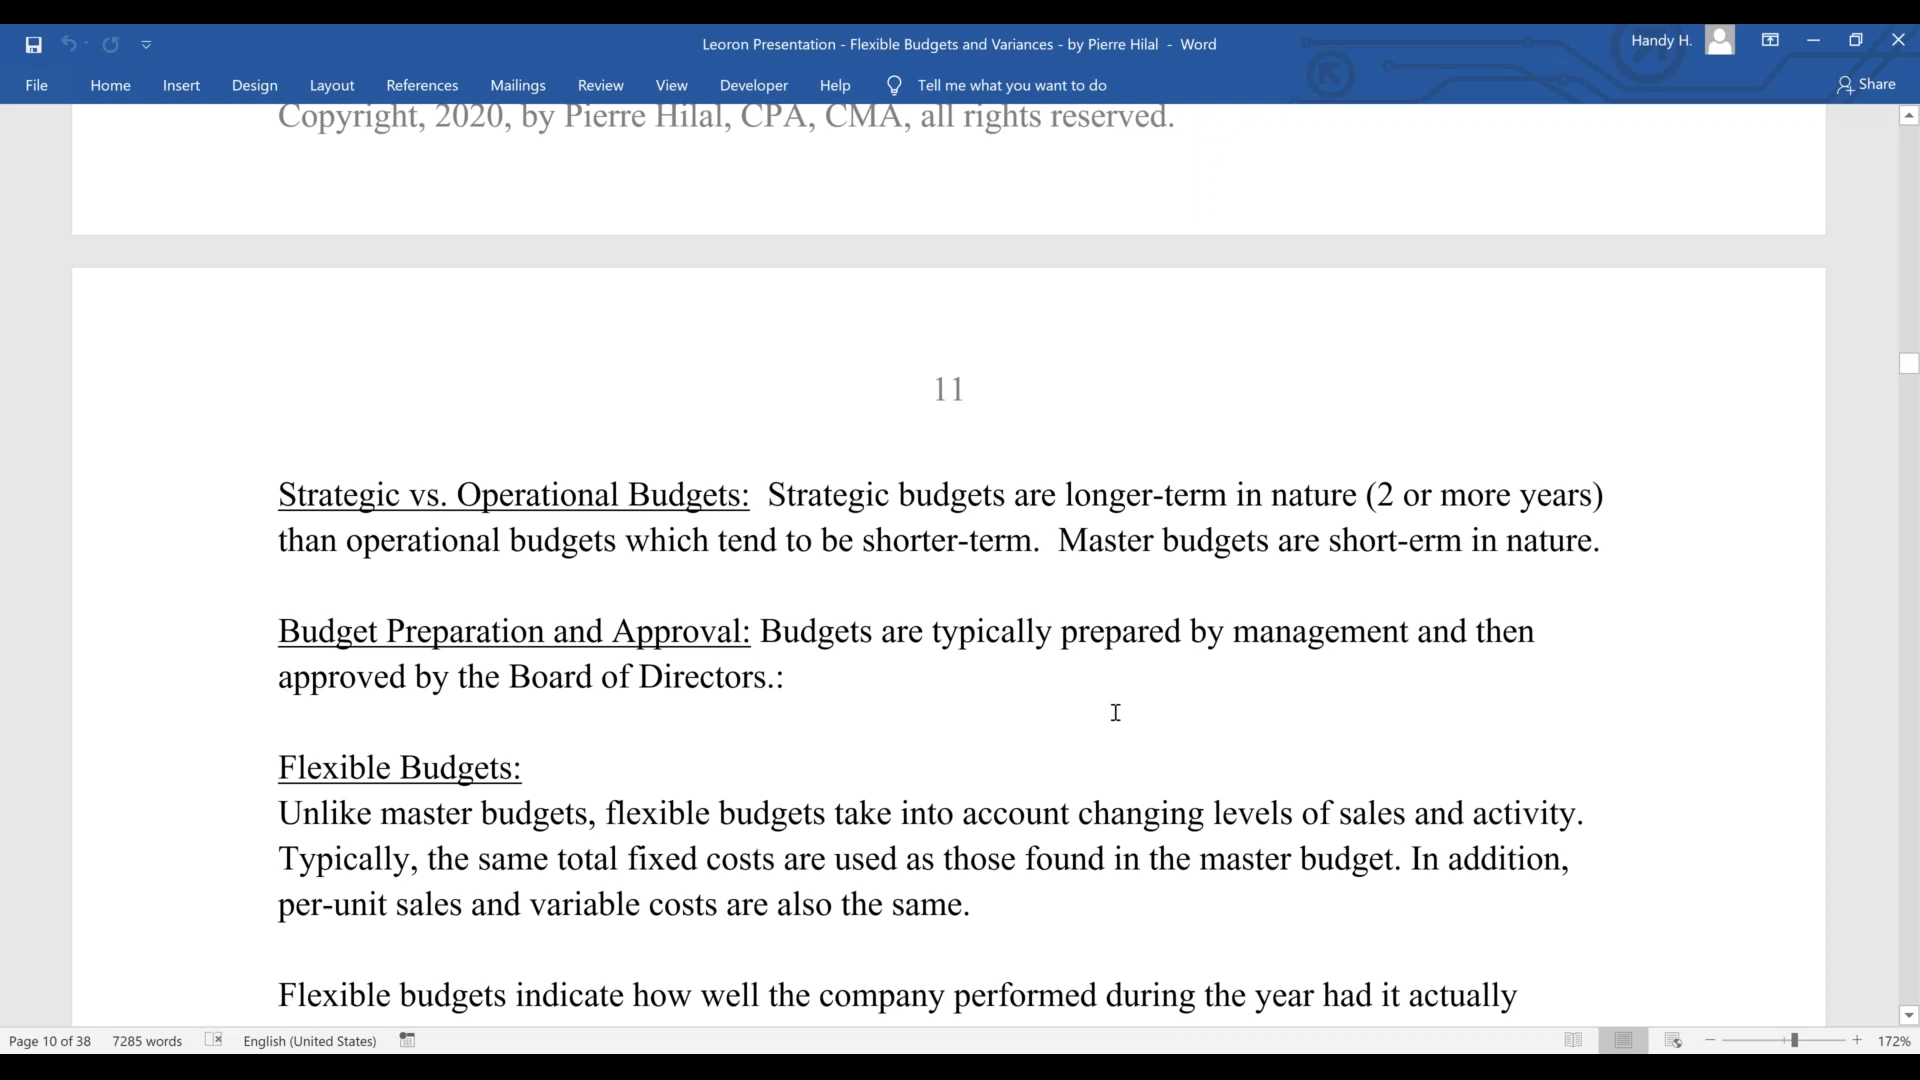 Leoron Presentation - Flexible Budgets and Variances - by Pierre Hilal - Word
Handy H.
File Home Insert Design Layout References Mailings Review View Developer Help Tell me what you want to do Share
Copyright, 2020, by Pierre Hilal, CPA, CMA, all rights reserved.
11
Strategic vs. Operational Budgets: Strategic budgets are longer-term in nature (2 or more years)
than operational budgets which tend to be shorter-term. Master budgets are short-erm in nature.
Budget Preparation and Approval: Budgets are typically prepared by management and then
approved by the Board of Directors.:
Flexible Budgets:
Unlike master budgets, flexible budgets take into account changing levels of sales and activity.
Typically, the same total fixed costs are used as those found in the master budget. In addition,
per-unit sales and variable costs are also the same.
Flexible budgets indicate how well the company performed during the year had it actually
Page 10 of 38 7285 words English (United States) 172%